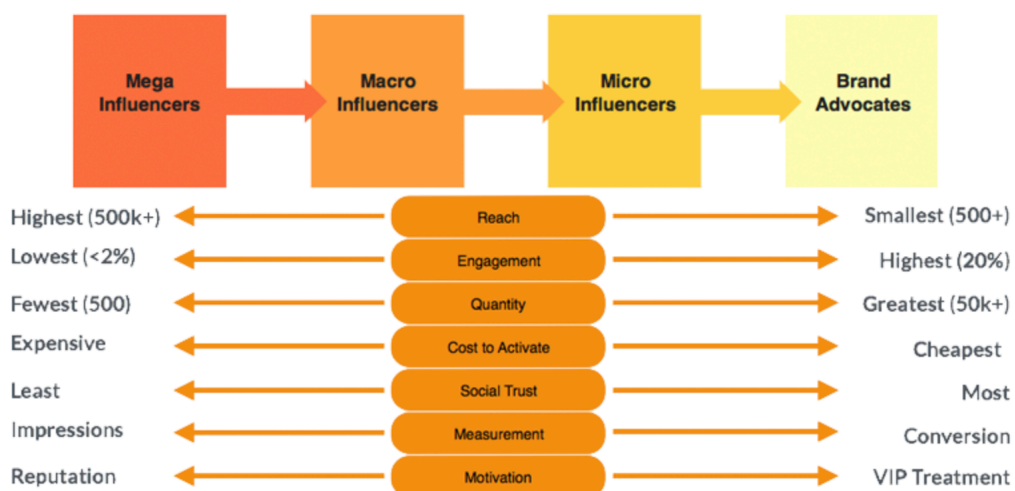 Mega
Influencers
Macro
Influencers
Micro
Influencers
Brand
Advocates
Highest (500k+)
Reach
Smallest (500+)
Lowest (<2%)
Engagement
Highest (20%)
Fewest (500)
Quantity
Greatest (50k+)
Expensive
Cost to Activate
Cheapest
Least
Social Trust
Most
Impressions
Measurement
Conversion
Reputation
Motivation
VIP Treatment